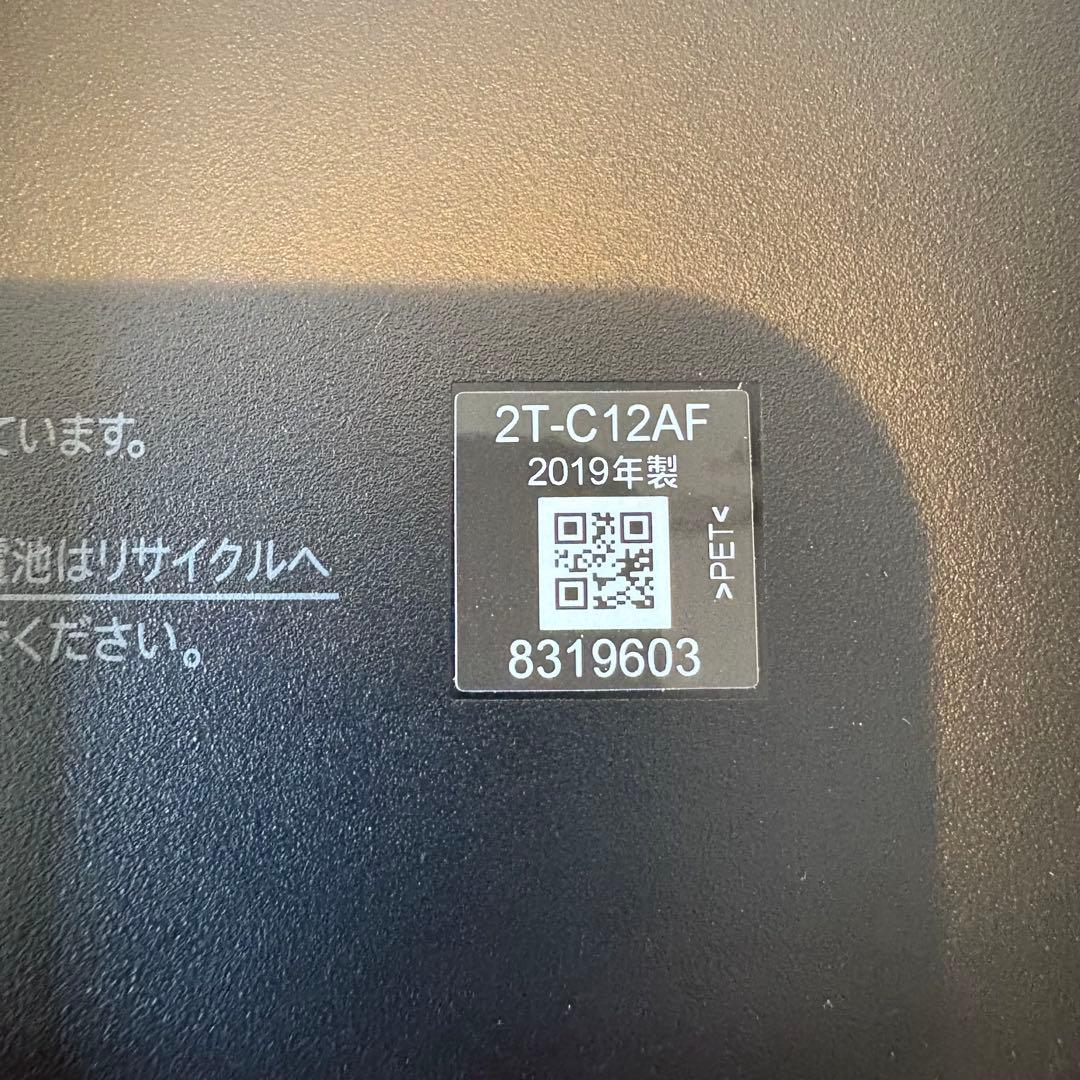 ています。
電池はリサイクルへ
ください。
2T-C12AF
2019年製
>PET<
8319603